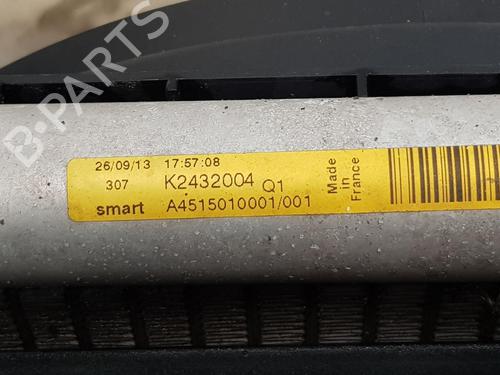 B-PARTS
26/09/13 17:57:08
307 K2432004 Q1
smart A4515010001/001
Made in France